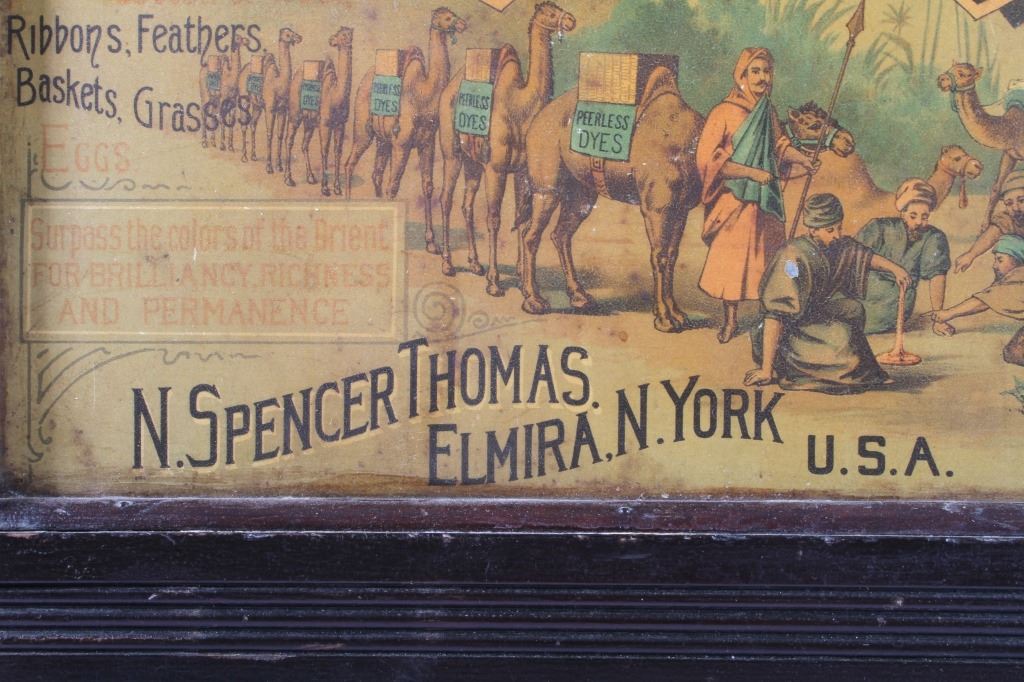 Ribbons, Feathers,
Baskets, Grasses,
EGGS
Surpass the colors of the Orient
FOR BRILLIANCY, RICHNESS
AND PERMANENCE
PEERLESS
DYES
PEERLESS
DYES
PEERLESS
DYES
N. SPENCER THOMAS.
ELMIRA, N. YORK
U.S.A.